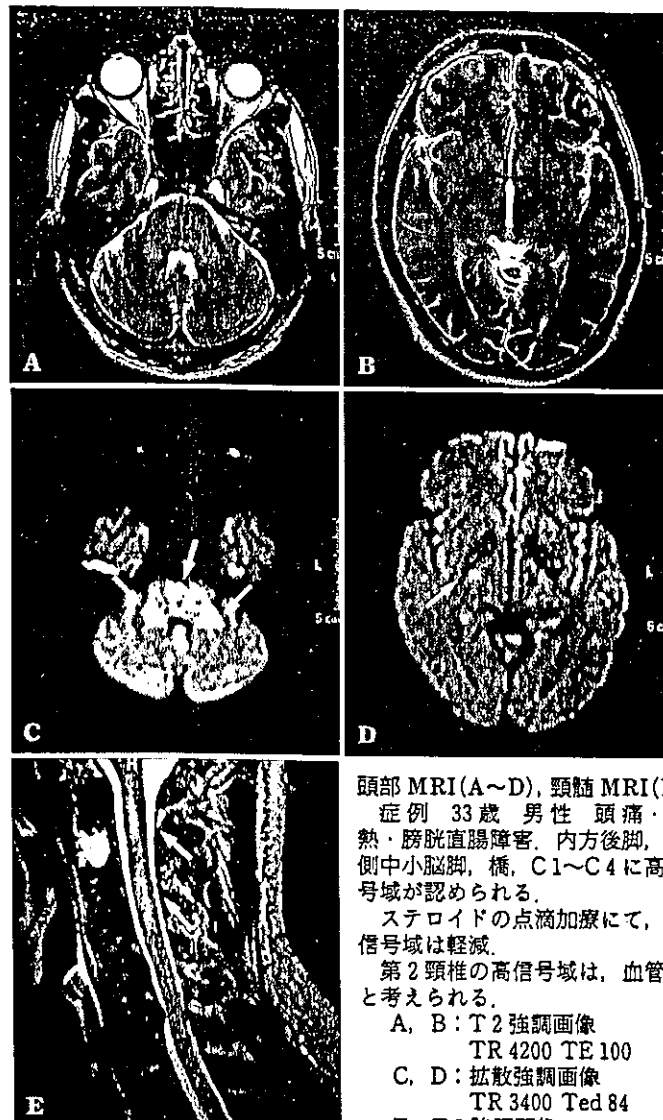 A
B
C
D
E
頭部 MRI(A〜D), 頸髄 MRI(
症例 33歳 男性 頭痛・
熱・膀胱直腸障害. 内方後脚,
側中小脳脚, 橋, C1〜C4に高
号域が認められる.
ステロイドの点滴加療にて,
信号域は軽減.
第2頸椎の高信号域は, 血管
と考えられる.
A, B:T2強調画像
TR 4200 TE 100
C, D:拡散強調画像
TR 3400 Ted 84